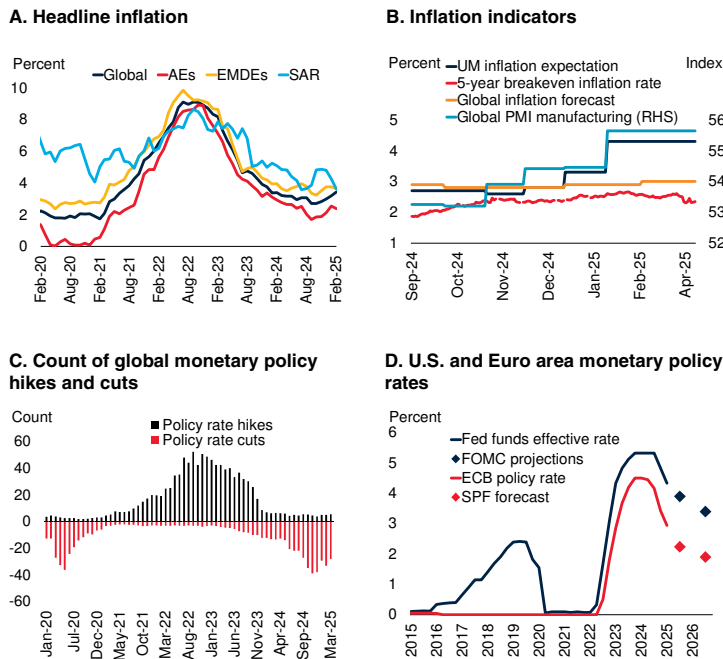 A. Headline inflation
Percent
Global AEs EMDEs SAR
10
8
6
4
2
0
Feb-20
Aug-20
Feb-21
Aug-21
Feb-22
Aug-22
Feb-23
Aug-23
Feb-24
Aug-24
Feb-25
B. Inflation indicators
Percent
Index
UM inflation expectation
5-year breakeven inflation rate
Global inflation forecast
Global PMI manufacturing (RHS)
5
4
3
2
1
56
55
54
53
52
Sep-24
Oct-24
Nov-24
Dec-24
Jan-25
Feb-25
Apr-25
C. Count of global monetary policy
hikes and cuts
Count
Policy rate hikes
Policy rate cuts
60
40
20
0
-20
-40
-60
Jan-20
Jul-20
Dec-20
May-21
Oct-21
Mar-22
Aug-22
Jan-23
Jun-23
Nov-23
Apr-24
Sep-24
Mar-25
D. U.S. and Euro area monetary policy
rates
Percent
Fed funds effective rate
FOMC projections
ECB policy rate
SPF forecast
6
5
4
3
2
1
0
2015
2016
2017
2018
2019
2020
2021
2022
2023
2024
2025
2026